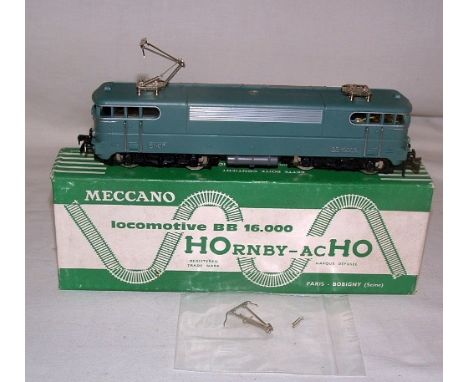 MECCANO
locomotive BB 16.000
HORNBY-ACHO
REGISTERED
TRADE MARK
MARQUE DÉPOSÉE
PARIS - BOBIGNY (Seine)